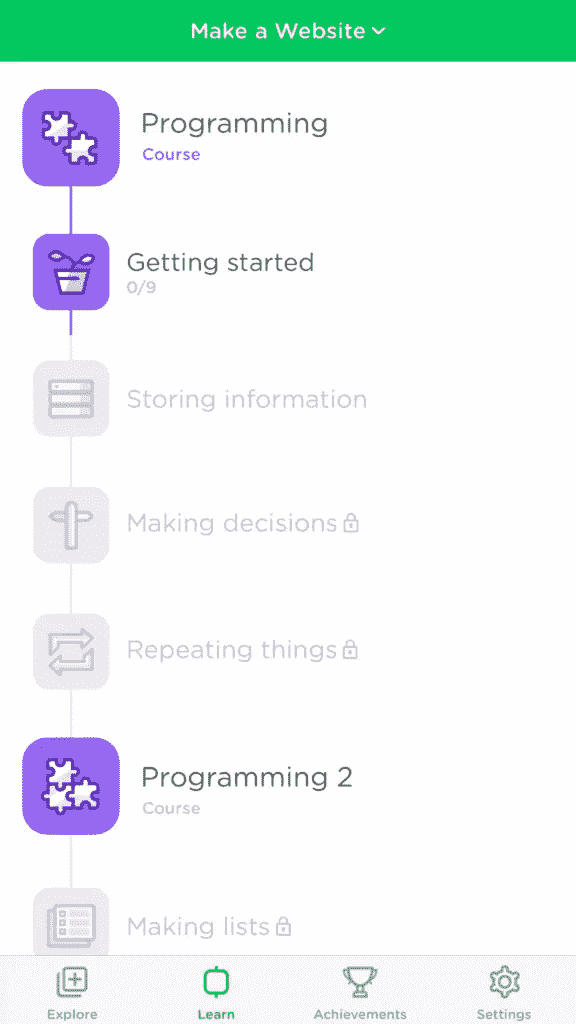 Make a Website
Programming
Course
Getting started
0/9
Storing information
Making decisions
Repeating things
Programming 2
Course
Making lists
Explore
Learn
Achievements
Settings